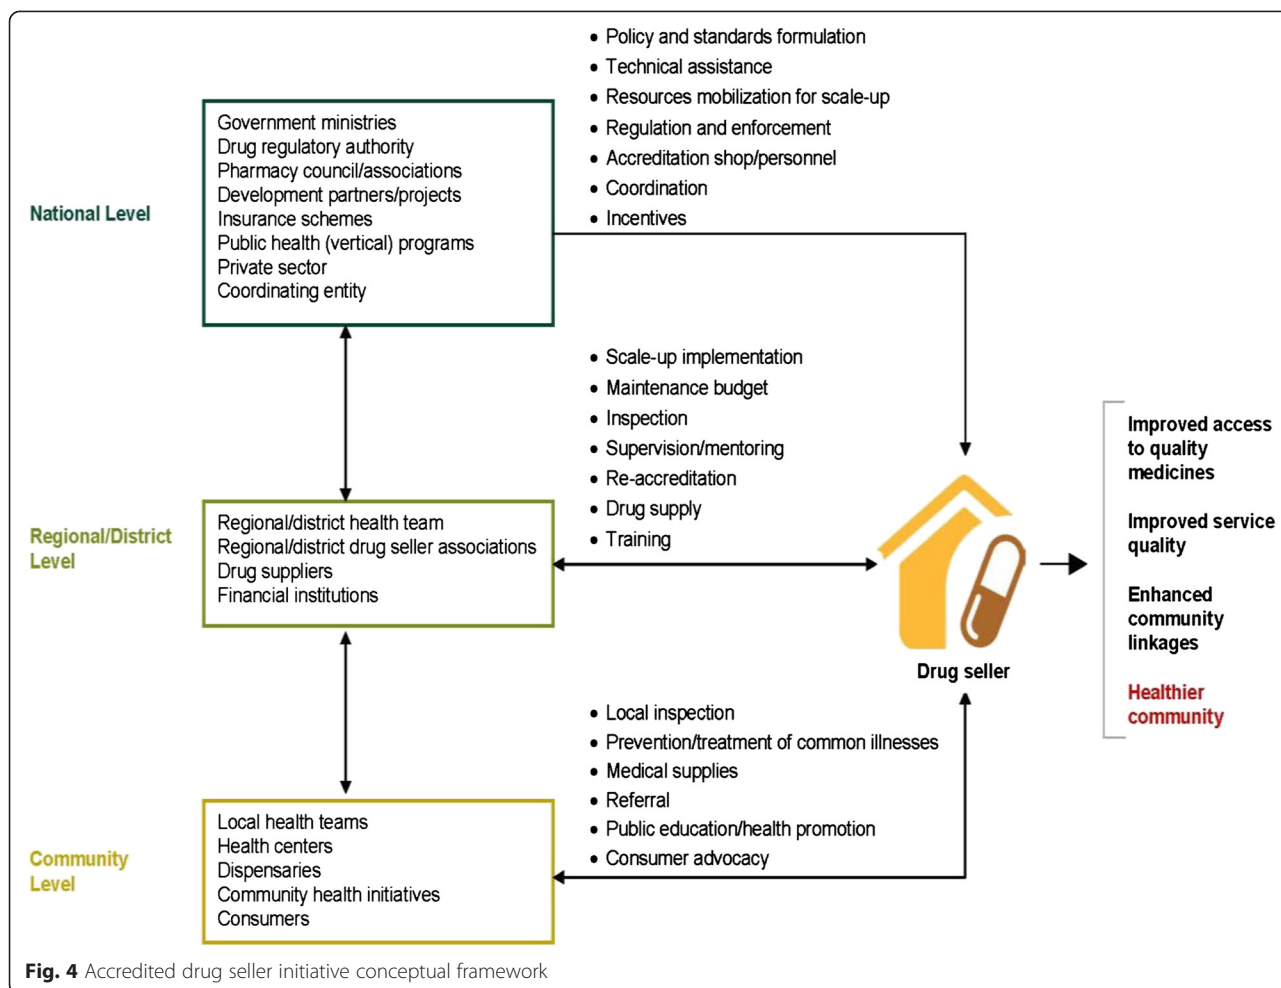 • Policy and standards formulation
• Technical assistance
• Resources mobilization for scale-up
• Regulation and enforcement
• Accreditation shop/personnel
• Coordination
• Incentives
National Level
Government ministries
Drug regulatory authority
Pharmacy council/associations
Development partners/projects
Insurance schemes
Public health (vertical) programs
Private sector
Coordinating entity
• Scale-up implementation
• Maintenance budget
• Inspection
• Supervision/mentoring
• Re-accreditation
• Drug supply
• Training
Regional/District
Level
Regional/district health team
Regional/district drug seller associations
Drug suppliers
Financial institutions
Drug seller
Improved access
to quality
medicines
Improved service
quality
Enhanced
community
linkages
Healthier
community
• Local inspection
• Prevention/treatment of common illnesses
• Medical supplies
• Referral
• Public education/health promotion
• Consumer advocacy
Community
Level
Local health teams
Health centers
Dispensaries
Community health initiatives
Consumers
Fig. 4 Accredited drug seller initiative conceptual framework